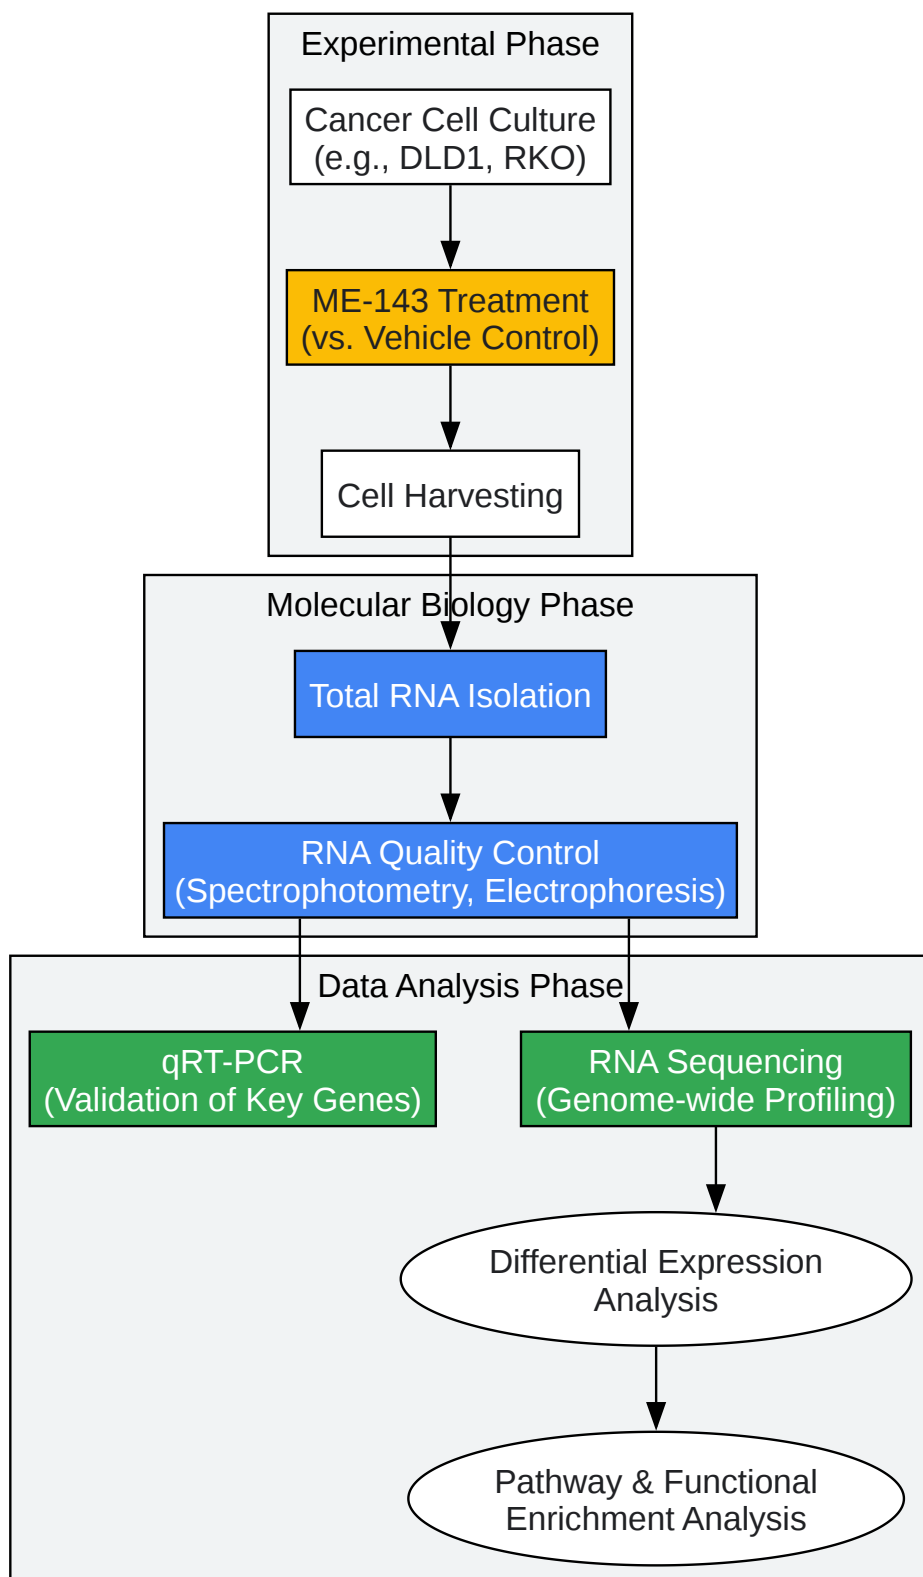 Experimental Phase
Cancer Cell Culture
(e.g., DLD1, RKO)
ME-143 Treatment
(vs. Vehicle Control)
Cell Harvesting
Molecular Biology Phase
Total RNA Isolation
RNA Quality Control
(Spectrophotometry, Electrophoresis)
Data Analysis Phase
qRT-PCR
(Validation of Key Genes)
RNA Sequencing
(Genome-wide Profiling)
Differential Expression
Analysis
Pathway & Functional
Enrichment Analysis